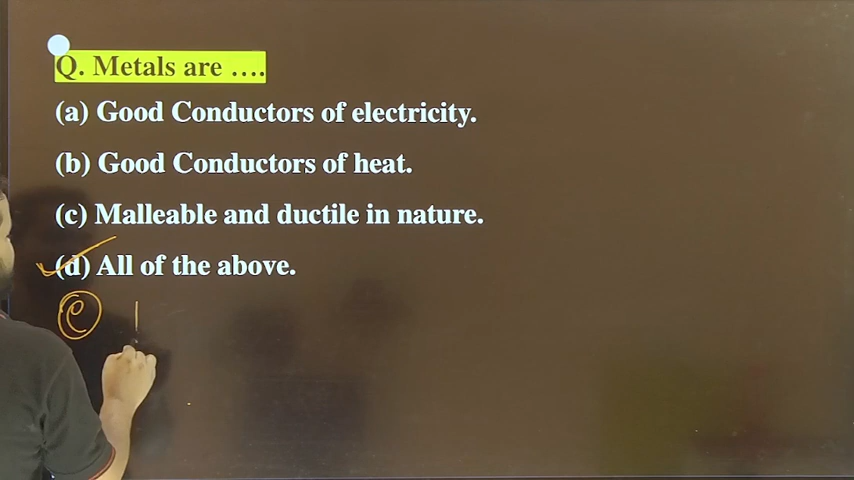 Q. Metals are ....
(a) Good Conductors of electricity.
(b) Good Conductors of heat.
(c) Malleable and ductile in nature.
(d) All of the above.
(e)